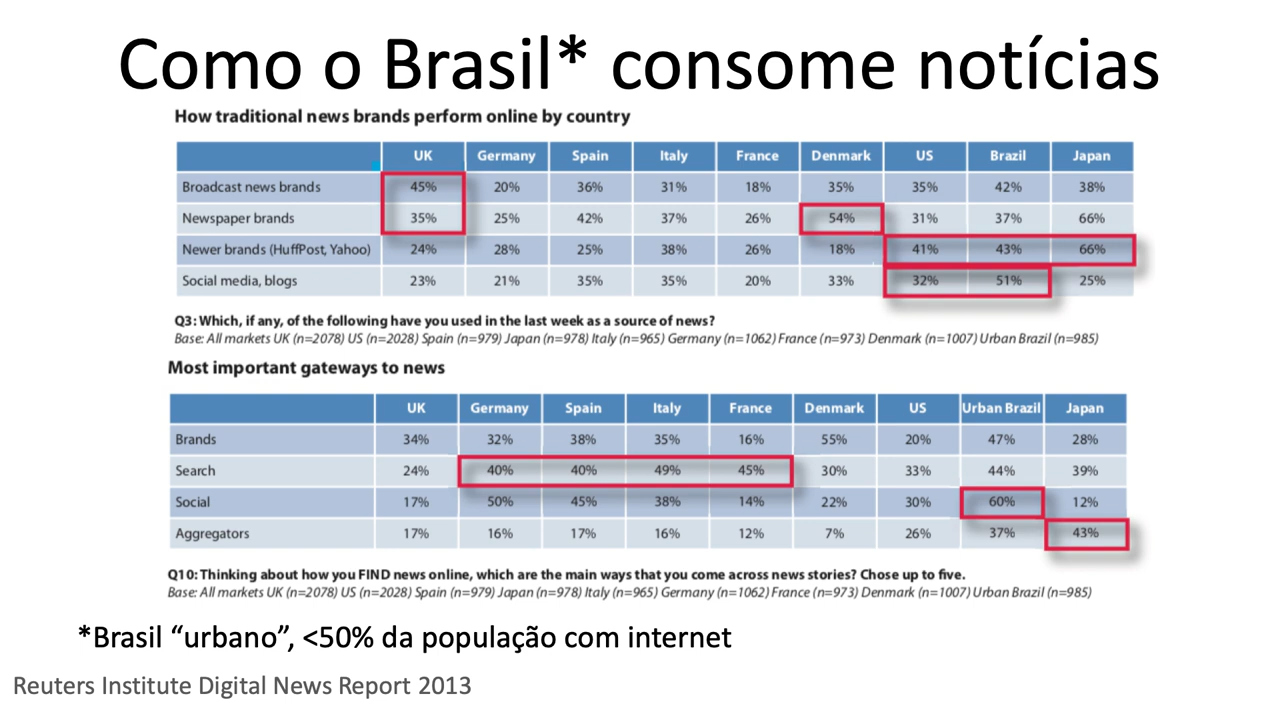 Como o Brasil* consome notícias
How traditional news brands perform online by country
UK Germany Spain Italy France Denmark US Brazil Japan
Broadcast news brands 45% 20% 36% 31% 18% 35% 35% 42% 38%
Newspaper brands 35% 25% 42% 37% 26% 54% 31% 37% 66%
Newer brands (HuffPost, Yahoo) 24% 28% 25% 38% 26% 18% 41% 43% 66%
Social media, blogs 23% 21% 35% 35% 20% 33% 32% 51% 25%
Q3: Which, if any, of the following have you used in the last week as a source of news?
Base: All markets UK (n=2078) US (n=2028) Spain (n=979) Japan (n=978) Italy (n=965) Germany (n=1062) France (n=973) Denmark (n=1007) Urban Brazil (n=985)
Most important gateways to news
UK Germany Spain Italy France Denmark US Urban Brazil Japan
Brands 34% 32% 38% 35% 16% 55% 20% 47% 28%
Search 24% 40% 40% 49% 45% 30% 33% 44% 39%
Social 17% 50% 45% 38% 14% 22% 30% 60% 12%
Aggregators 17% 16% 17% 16% 12% 7% 26% 37% 43%
Q10: Thinking about how you FIND news online, which are the main ways that you come across news stories? Chose up to five.
Base: All markets UK (n=2078) US (n=2028) Spain (n=979) Japan (n=978) Italy (n=965) Germany (n=1062) France (n=973) Denmark (n=1007) Urban Brazil (n=985)
*Brasil “urbano”, <50% da população com internet
Reuters Institute Digital News Report 2013